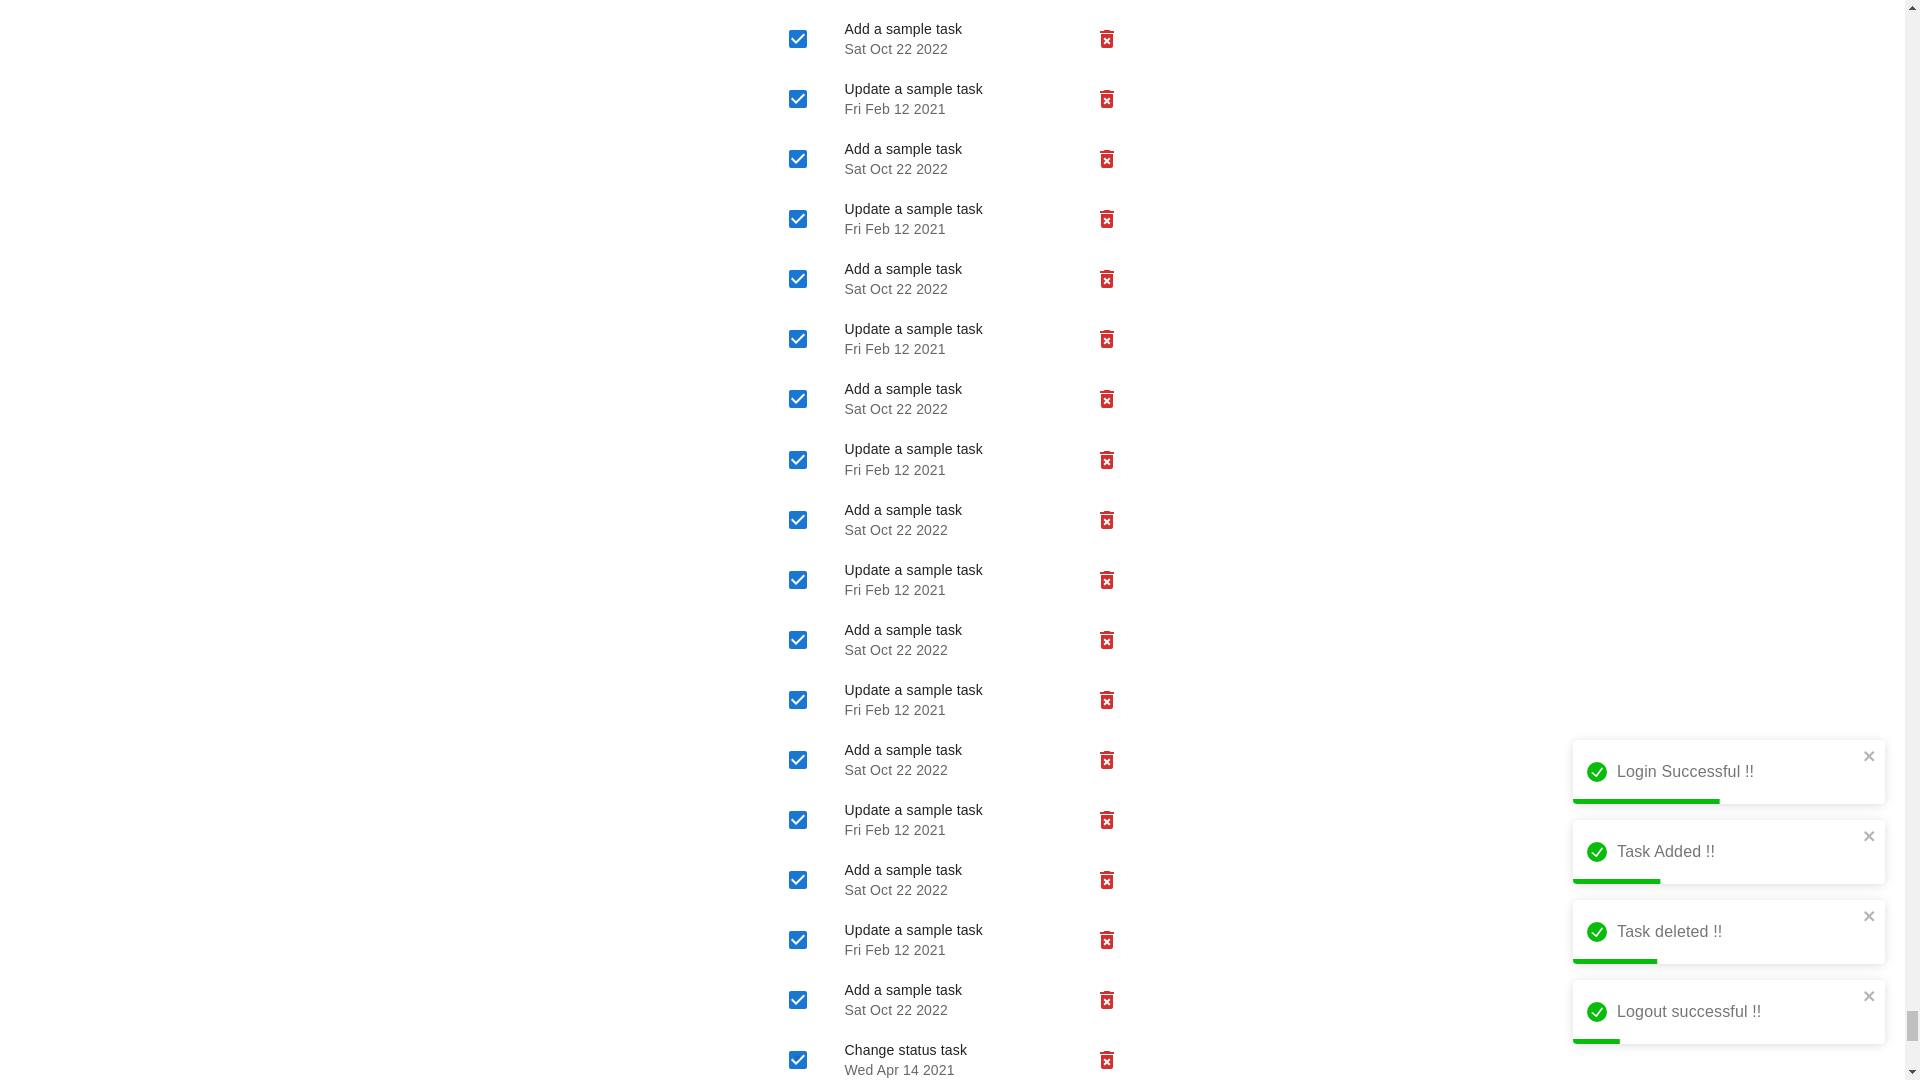 Add a sample task
Sat Oct 22 2022
Update a sample task
Fri Feb 12 2021
Add a sample task
Sat Oct 22 2022
Update a sample task
Fri Feb 12 2021
Add a sample task
Sat Oct 22 2022
Update a sample task
Fri Feb 12 2021
Add a sample task
Sat Oct 22 2022
Update a sample task
Fri Feb 12 2021
Add a sample task
Sat Oct 22 2022
Update a sample task
Fri Feb 12 2021
Add a sample task
Sat Oct 22 2022
Update a sample task
Fri Feb 12 2021
Add a sample task
Sat Oct 22 2022
Update a sample task
Fri Feb 12 2021
Add a sample task
Sat Oct 22 2022
Update a sample task
Fri Feb 12 2021
Add a sample task
Sat Oct 22 2022
Change status task
Wed Apr 14 2021
Login Successful !!
Task Added !!
Task deleted !!
Logout successful !!